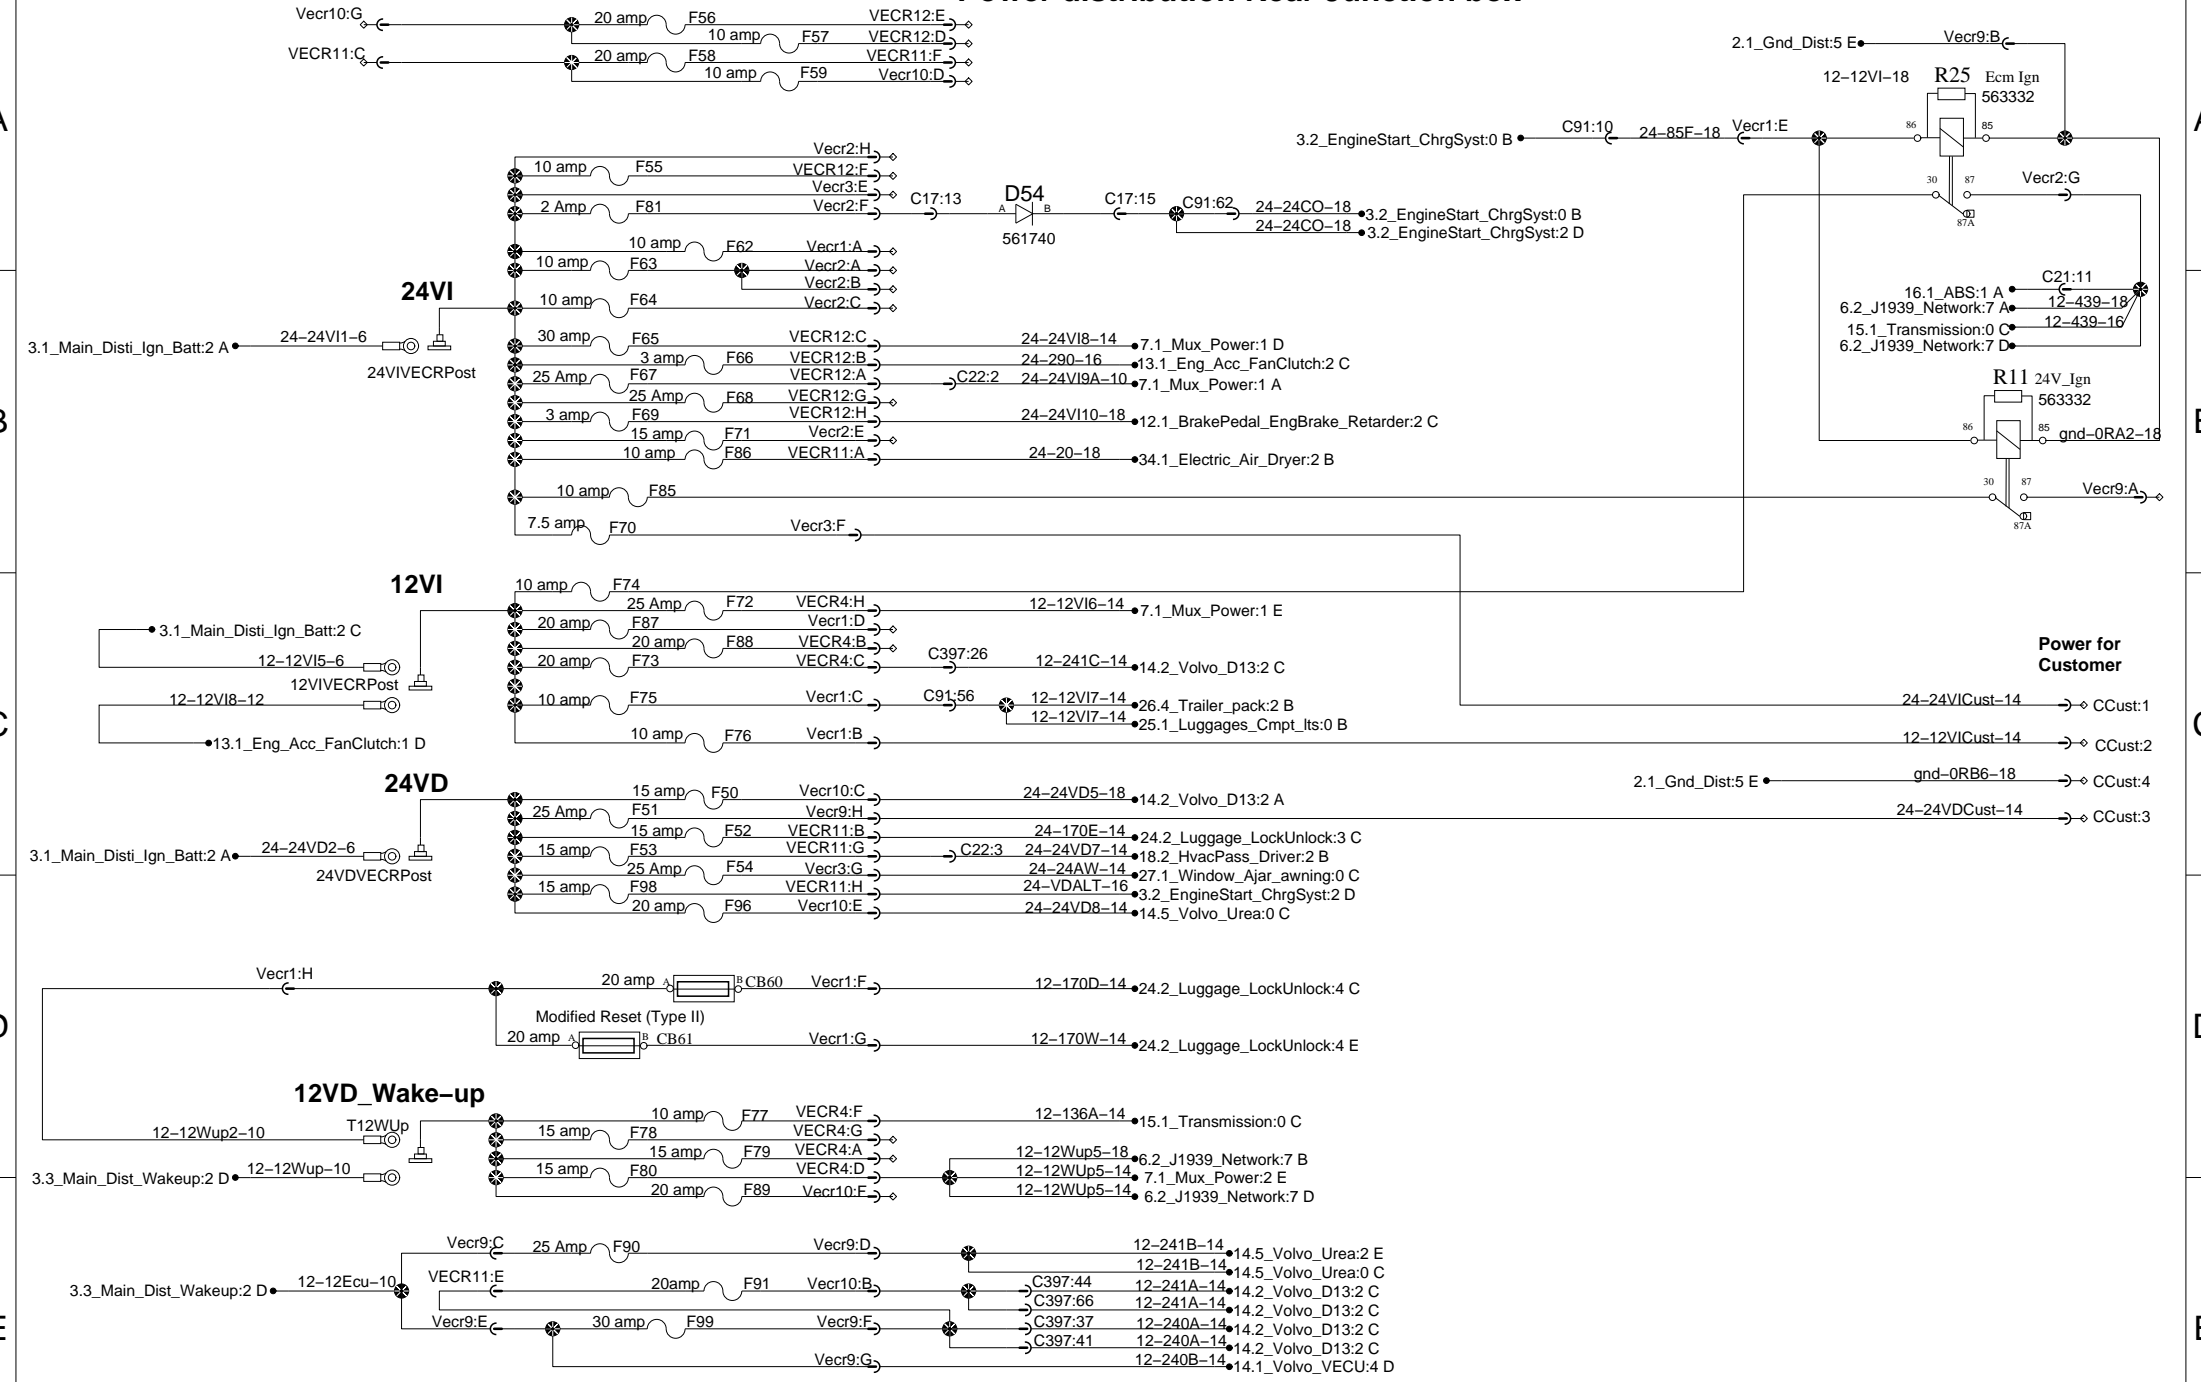 Power distribution Rear Junction box
Vecr10:G 20 amp F56 VECR12:E
10 amp F57 VECR12:D
VECR11:C 20 amp F58 VECR11:F
10 amp F59 Vecr10:D
2.1_Gnd_Dist:5 E Vecr9:B
12–12VI–18 R25 Ecm Ign
563332
A A
3.2_EngineStart_ChrgSyst:0 B C91:10 24–85F–18 Vecr1:E 86 85
Vecr2:H
10 amp F55 VECR12:F
Vecr3:E
30 87 Vecr2:G
87A
2 Amp F81 Vecr2:F C17:13 A D54 B C17:15 C91:62 24–24CO–18 3.2_EngineStart_ChrgSyst:0 B
561740 24–24CO–18 3.2_EngineStart_ChrgSyst:2 D
10 amp F62 Vecr1:A
10 amp F63 Vecr2:A
Vecr2:B
24VI 10 amp F64 Vecr2:C
16.1_ABS:1 A C21:11
6.2_J1939_Network:7 A 12–439–18
15.1_Transmission:0 C 12–439–16
6.2_J1939_Network:7 D
3.1_Main_Disti_Ign_Batt:2 A 24–24VI1–6
24VIVECRPost
30 amp F65 VECR12:C 24–24VI8–14 7.1_Mux_Power:1 D
3 amp F66 VECR12:B 24–290–16 13.1_Eng_Acc_FanClutch:2 C
25 Amp F67 VECR12:A C22:2 24–24VI9A–10 7.1_Mux_Power:1 A
25 Amp F68 VECR12:G
R11 24V_Ign
563332
B
3 amp F69 VECR12:H 24–24VI10–18 12.1_BrakePedal_EngBrake_Retarder:2 C
15 amp F71 Vecr2:E
86 85 gnd–0RA2–18
10 amp F86 VECR11:A 24–20–18 34.1_Electric_Air_Dryer:2 B
10 amp F85 30 87 Vecr9:A
87A
7.5 amp F70 Vecr3:F
12VI 10 amp F74
25 Amp F72 VECR4:H 12–12VI6–14 7.1_Mux_Power:1 E
3.1_Main_Disti_Ign_Batt:2 C 20 amp F87 Vecr1:D
20 amp F88 VECR4:B
Power for
Customer
12–12VI5–6 20 amp F73 VECR4:C C397:26 12–241C–14 14.2_Volvo_D13:2 C
12VIVECRPost
12–12VI8–12 10 amp F75 Vecr1:C C91:56 12–12VI7–14 26.4_Trailer_pack:2 B 24–24VICust–14 CCust:1
12–12VI7–14 25.1_Luggages_Cmpt_lts:0 B
C
13.1_Eng_Acc_FanClutch:1 D 10 amp F76 Vecr1:B 12–12VICust–14 CCust:2
2.1_Gnd_Dist:5 E gnd–0RB6–18 CCust:4
24VD 15 amp F50 Vecr10:C 24–24VD5–18 14.2_Volvo_D13:2 A
25 Amp F51 Vecr9:H 24–24VDCust–14 CCust:3
15 amp F52 VECR11:B 24–170E–14 24.2_Luggage_LockUnlock:3 C
3.1_Main_Disti_Ign_Batt:2 A 24–24VD2–6 15 amp F53 VECR11:G C22:3 24–24VD7–14 18.2_HvacPass_Driver:2 B
24VDVECRPost 25 Amp F54 Vecr3:G 24–24AW–14 27.1_Window_Ajar_awning:0 C
15 amp F98 VECR11:H 24–VDALT–16 3.2_EngineStart_ChrgSyst:2 D
20 amp F96 Vecr10:E 24–24VD8–14 14.5_Volvo_Urea:0 C
Vecr1:H 20 amp A B CB60 Vecr1:F 12–170D–14 24.2_Luggage_LockUnlock:4 C
Modified Reset (Type II)
D
20 amp A B CB61 Vecr1:G 12–170W–14 24.2_Luggage_LockUnlock:4 E
12VD_Wake–up
10 amp F77 VECR4:F 12–136A–14 15.1_Transmission:0 C
12–12Wup2–10 T12WUp 15 amp F78 VECR4:G
15 amp F79 VECR4:A 12–12Wup5–18 6.2_J1939_Network:7 B
3.3_Main_Dist_Wakeup:2 D 12–12Wup–10 15 amp F80 VECR4:D 12–12WUp5–14 7.1_Mux_Power:2 E
20 amp F89 Vecr10:F 12–12WUp5–14 6.2_J1939_Network:7 D
Vecr9:C 25 Amp F90 Vecr9:D 12–241B–14 14.5_Volvo_Urea:2 E
12–241B–14 14.5_Volvo_Urea:0 C
3.3_Main_Dist_Wakeup:2 D 12–12Ecu–10 VECR11:E 20amp F91 Vecr10:B C397:44 12–241A–14 14.2_Volvo_D13:2 C
C397:66 12–241A–14 14.2_Volvo_D13:2 C
E
Vecr9:E 30 amp F99 Vecr9:F C397:37 12–240A–14 14.2_Volvo_D13:2 C
C397:41 12–240A–14 14.2_Volvo_D13:2 C
Vecr9:G 12–240B–14 14.1_Volvo_VECU:4 D